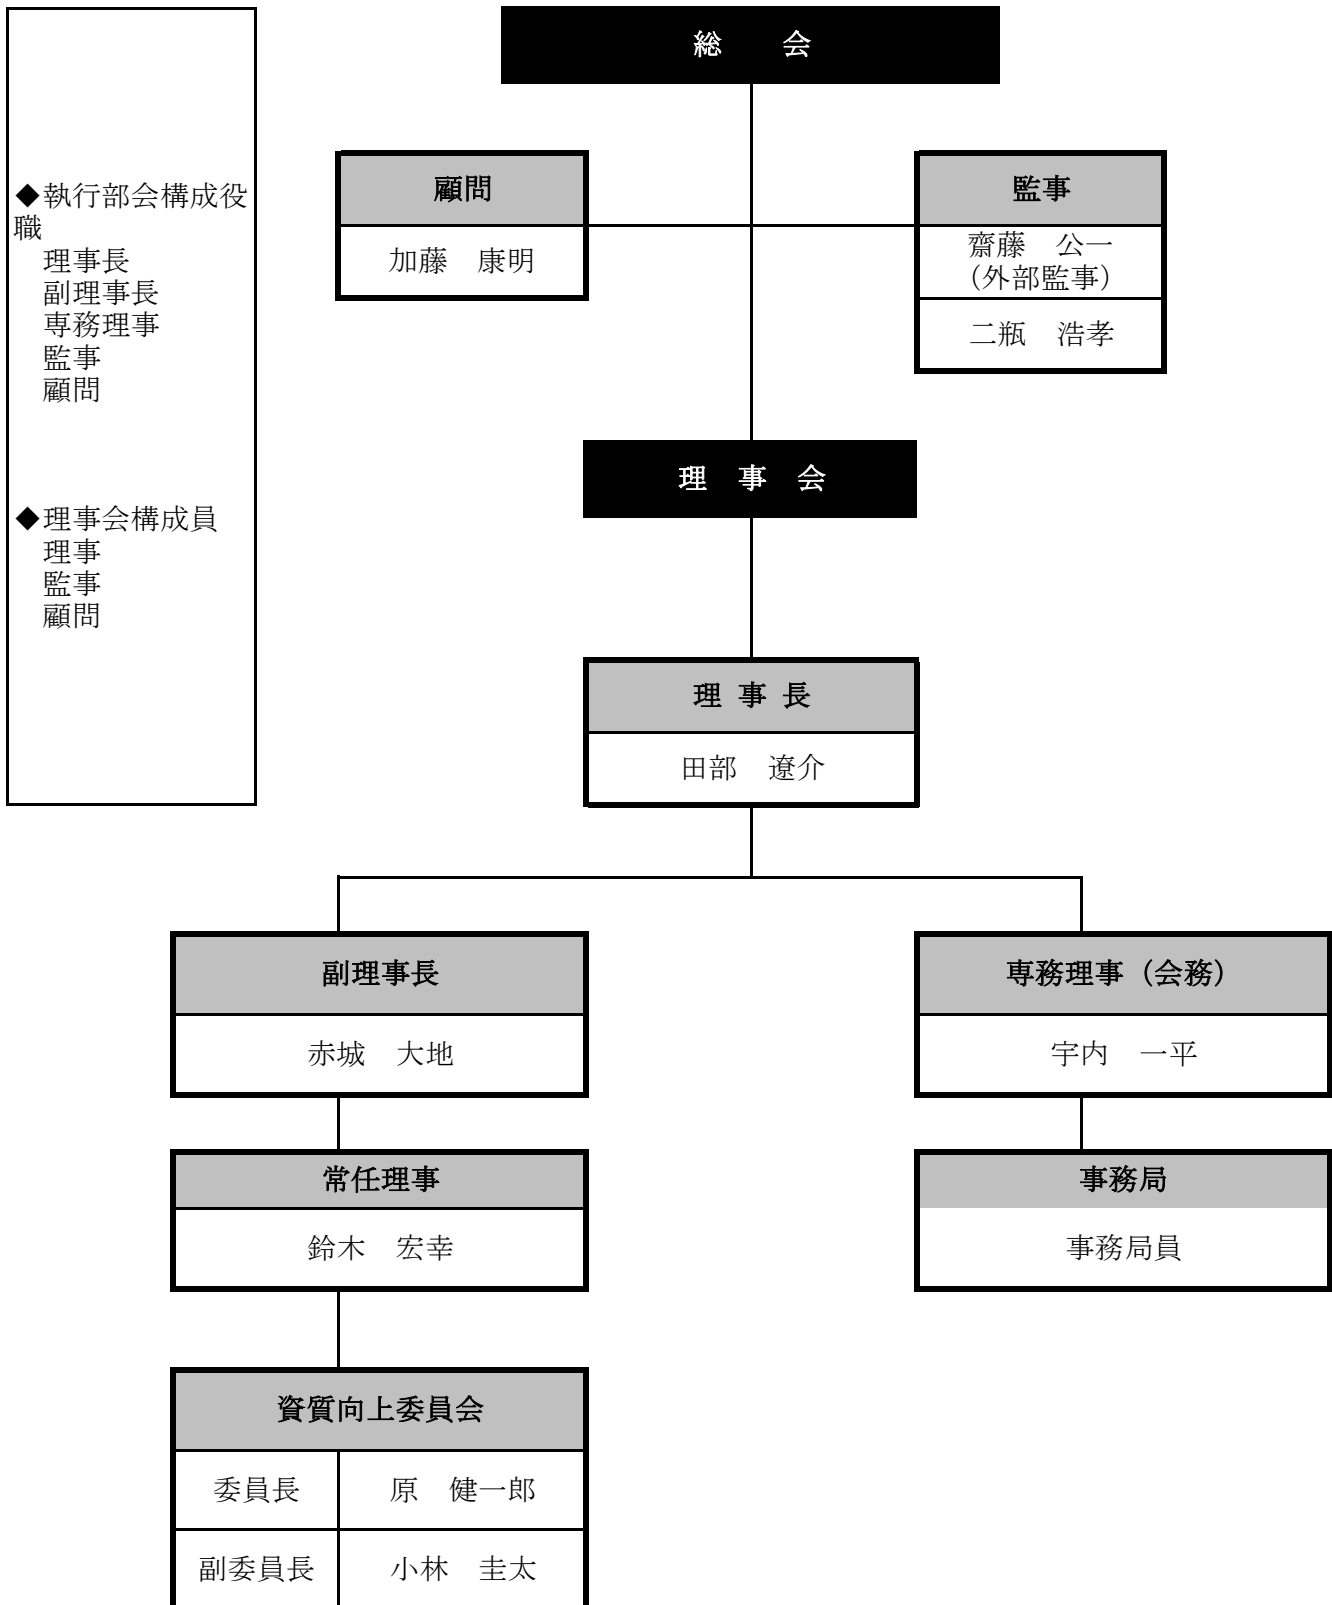 総　会
顧問
加藤　康明
監事
齋藤　公一
（外部監事）
二瓶　浩孝
◆執行部会構成役
職
理事長
副理事長
専務理事
監事
顧問
◆理事会構成員
理事
監事
顧問
理　事　会
理 事 長
田部　遼介
副理事長
赤城　大地
専務理事（会務）
宇内　一平
常任理事
鈴木　宏幸
事務局
事務局員
資質向上委員会
委員長　原　健一郎
副委員長　小林　圭太